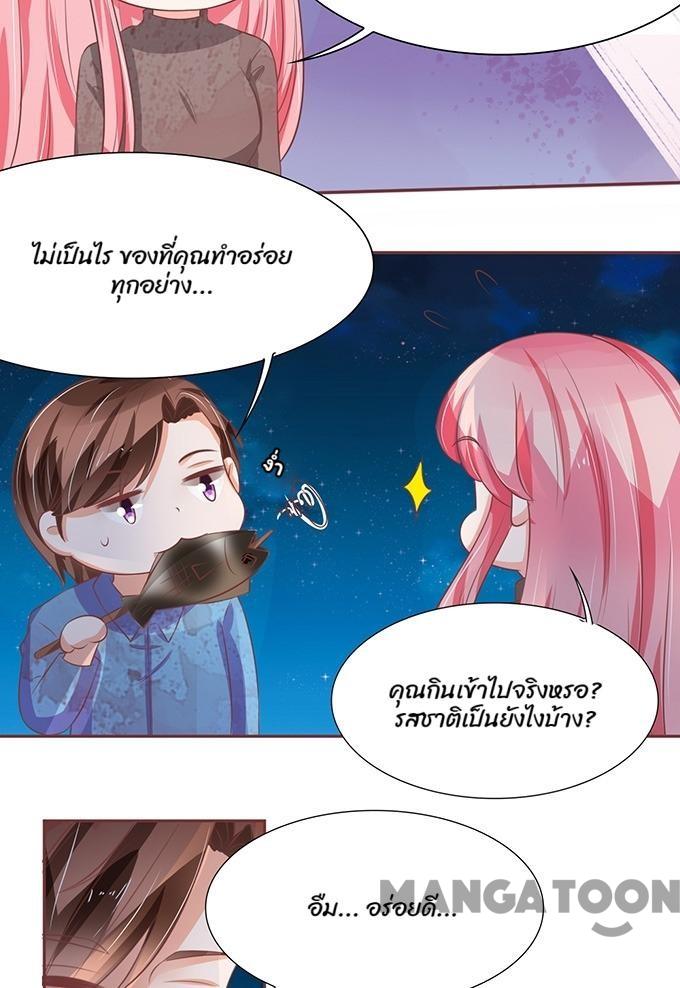 ไม่เป็นไร ของที่คุณทำอร่อย
ทุกอย่าง...
ง่ำ
คุณกินเข้าไปจริงหรอ?
รสชาติเป็นยังไงบ้าง?
อืม... อร่อยดี...
MANGATOON